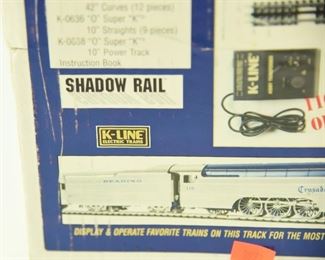 42" Curves (12 pieces)
K-0636 "O" Super "K"
10" Straights (9 pieces)
"O" Super "K"
10" Power Track
Instruction Book
SHADOW RAIL
K-LINE
K-LINE
ELECTRIC TRAINS
READING
Crusader
DISPLAY & OPERATE FAVORITE TRAINS ON THIS TRACK FOR THE MOST